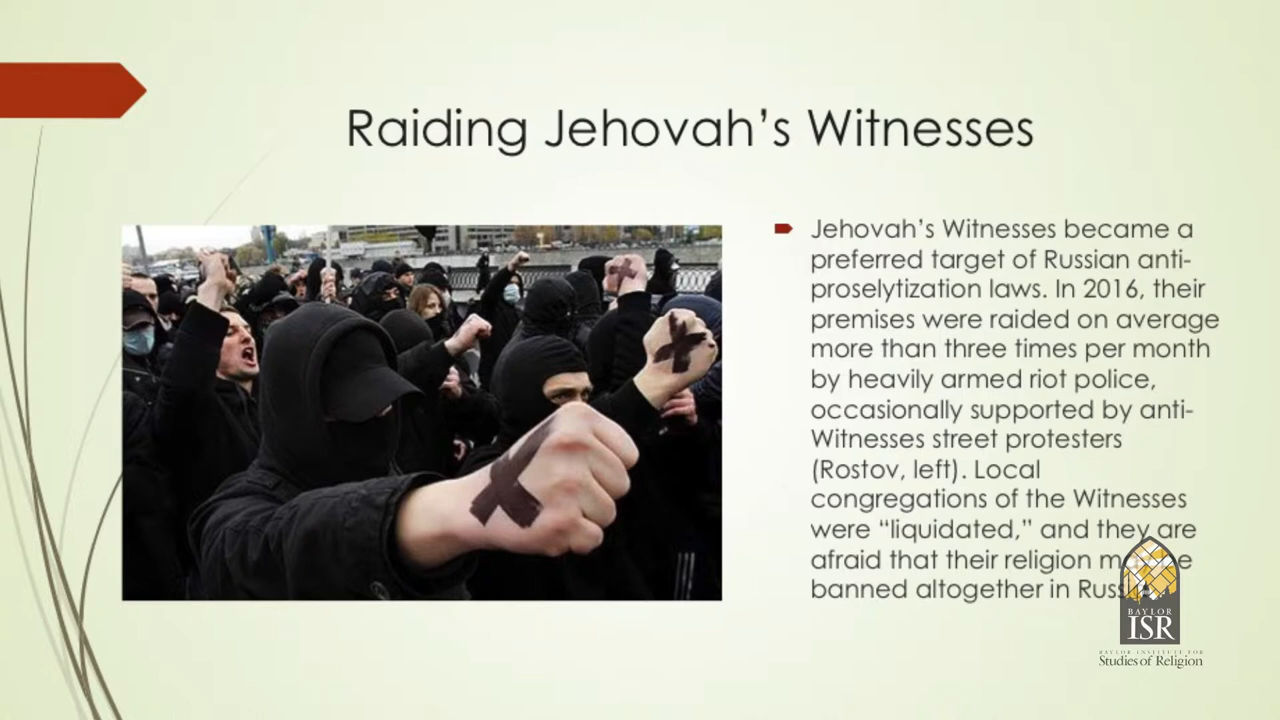 Raiding Jehovah's Witnesses
Jehovah's Witnesses became a
preferred target of Russian anti-
proselytization laws. In 2016, their
premises were raided on average
more than three times per month
by heavily armed riot police,
occasionally supported by anti-
Witnesses street protesters
(Rostov, left). Local
congregations of the Witnesses
were “liquidated,” and they are
afraid that their religion
banned altogether in
BAYLOR
ISR
BAYLOR INSTITUTE FOR
Studies of Religion